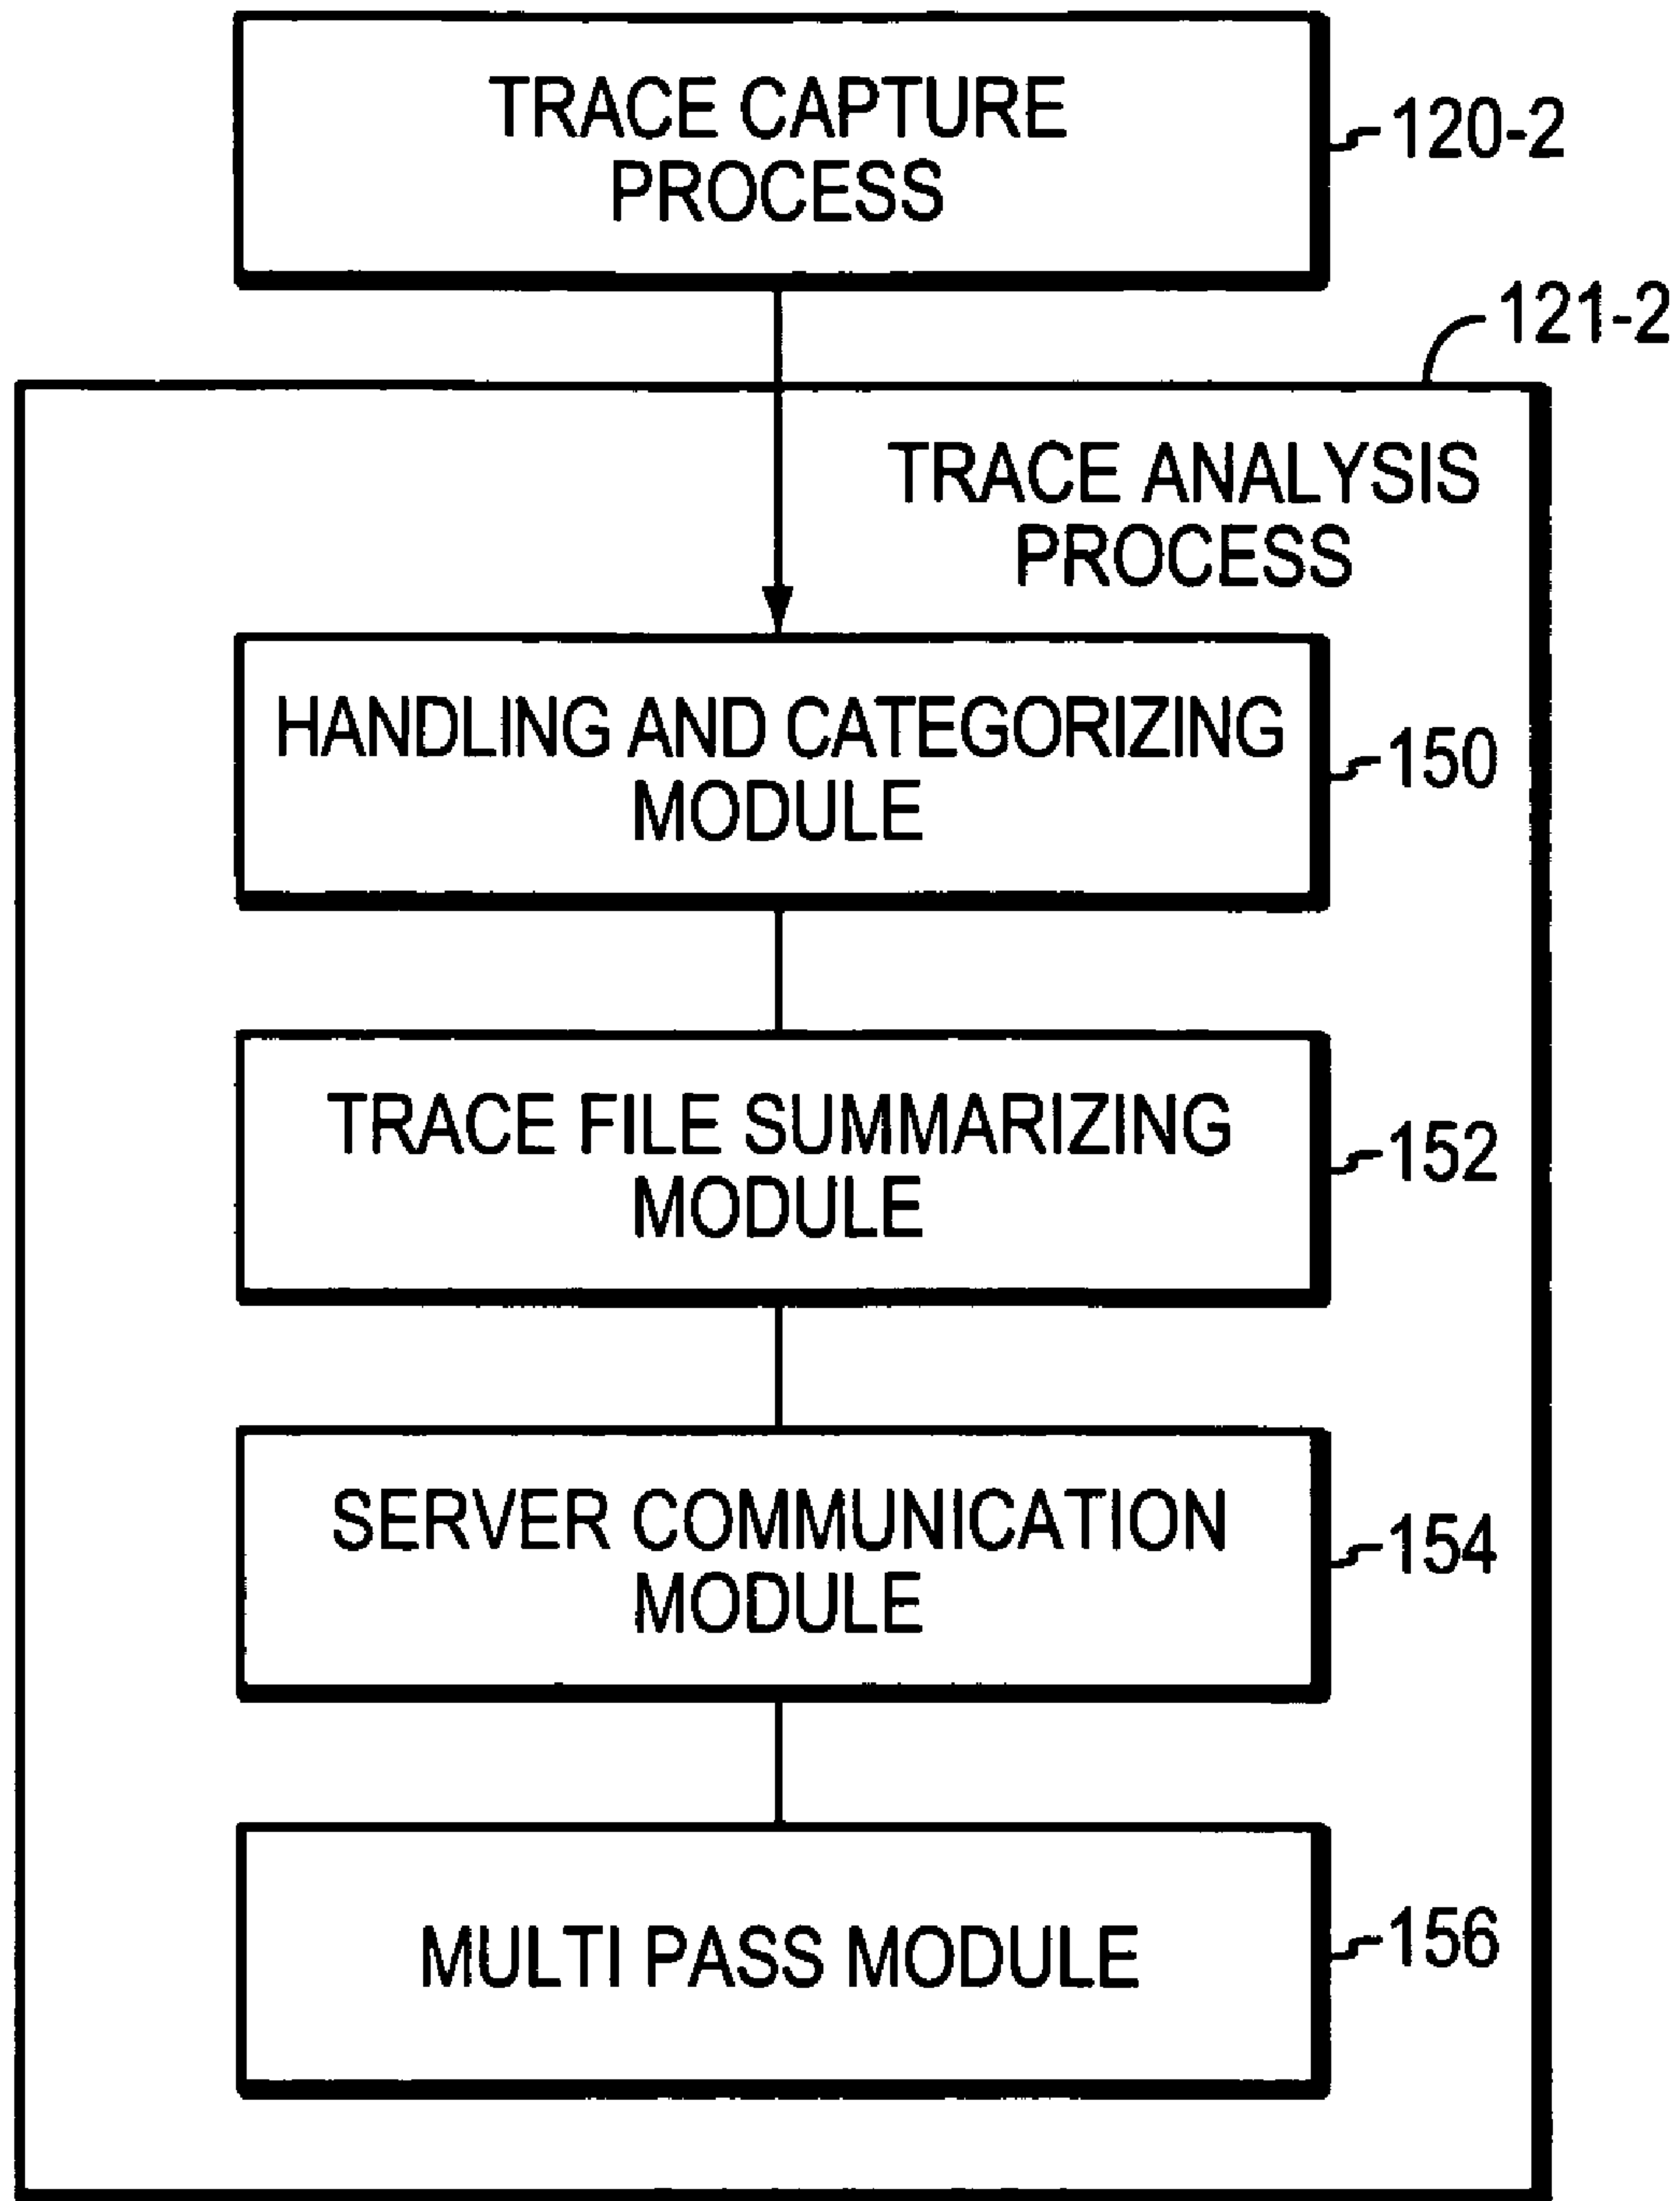 TRACE CAPTURE
PROCESS
120-2
121-2
TRACE ANALYSIS
PROCESS
HANDLING AND CATEGORIZING
MODULE
150
TRACE FILE SUMMARIZING
MODULE
152
SERVER COMMUNICATION
MODULE
154
MULTI PASS MODULE
156